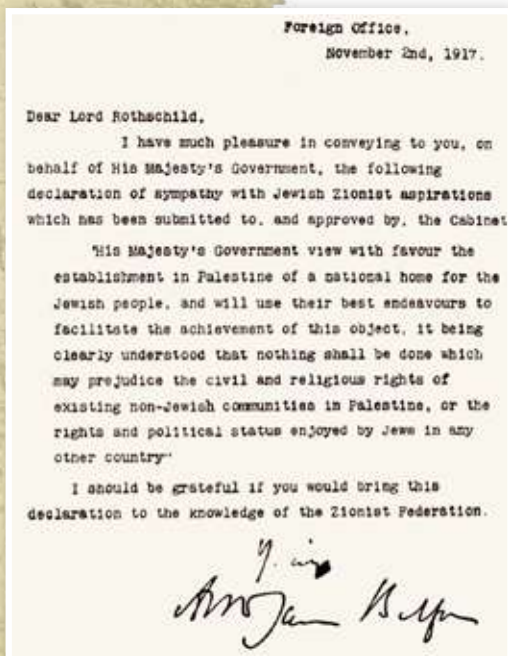 Foreign Office,
November 2nd, 1917.
Dear Lord Rothschild,
I have much pleasure in conveying to you, on
behalf of His Majesty's Government, the following
declaration of sympathy with Jewish Zionist aspirations
which has been submitted to, and approved by, the Cabinet
"His Majesty's Government view with favour the
establishment in Palestine of a national home for the
Jewish people, and will use their best endeavours to
facilitate the achievement of this object, it being
clearly understood that nothing shall be done which
may prejudice the civil and religious rights of
existing non-Jewish communities in Palestine, or the
rights and political status enjoyed by Jews in any
other country"
I should be grateful if you would bring this
declaration to the knowledge of the Zionist Federation.